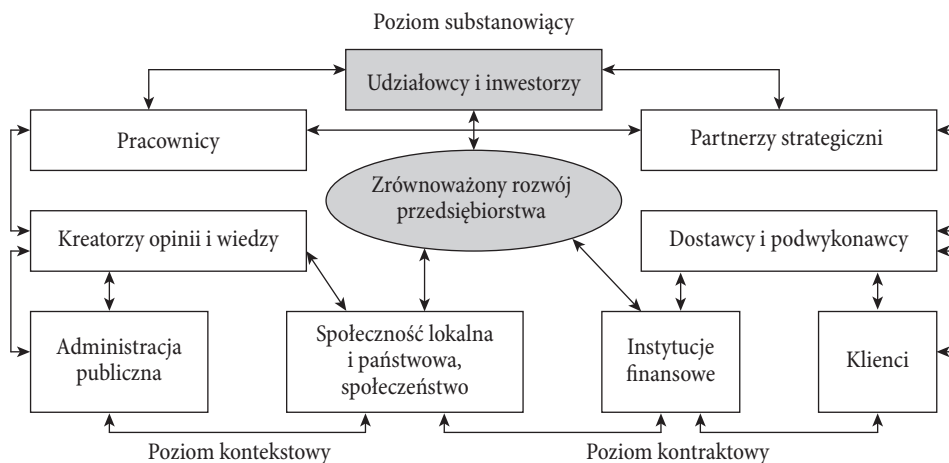 Poziom substanowiący
Udziałowcy i inwestorzy
Pracownicy
Partnerzy strategiczni
Zrównoważony rozwój
przedsiębiorstwa
Kreatorzy opinii i wiedzy
Dostawcy i podwykonawcy
Administracja
publiczna
Społeczność lokalna
i państwowa,
społeczeństwo
Instytucje
finansowe
Klienci
Poziom kontekstowy
Poziom kontraktowy